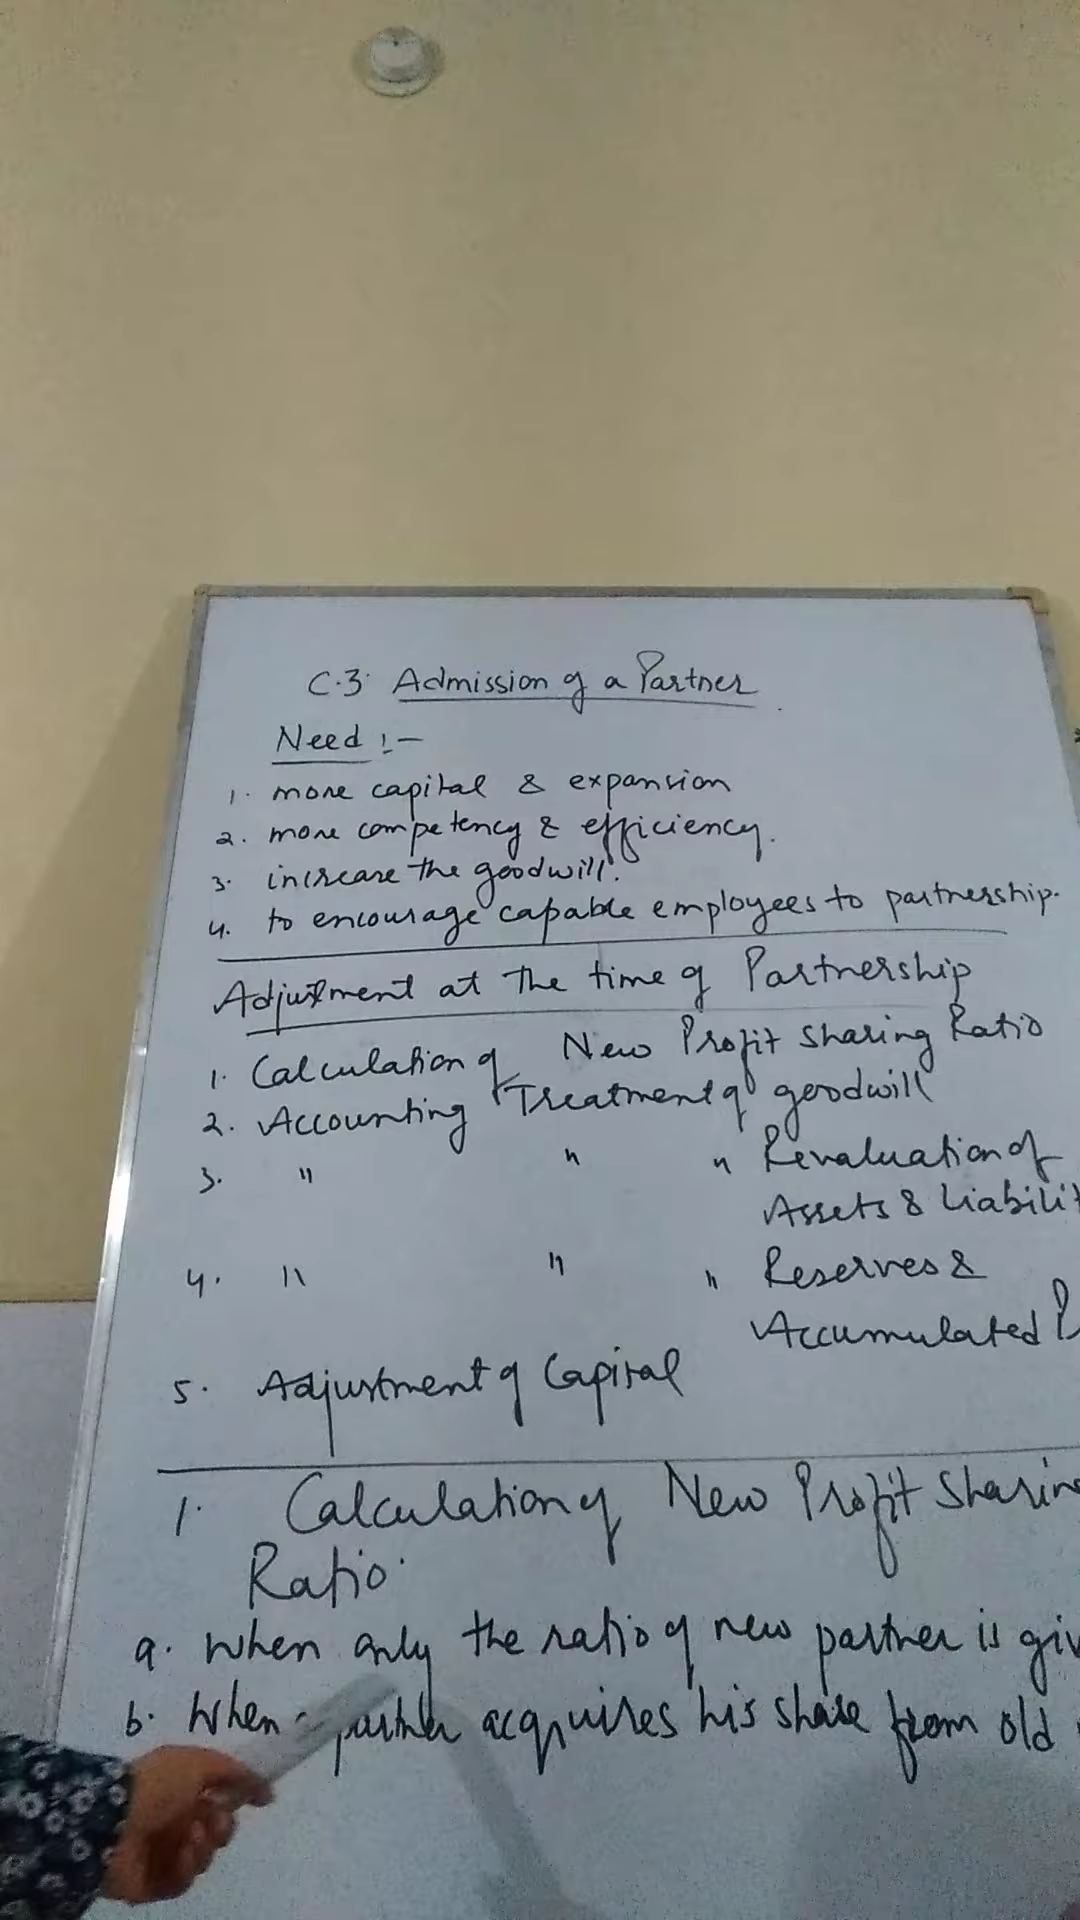 C.3. Admission of a Partner
Need :-
1. more capital & expansion
2. more competency & efficiency.
3. increase the goodwill.
4. to encourage capable employees to partnership.
Adjustment at the time of Partnership
1. Calculation of New Profit Sharing Ratio
2. Accounting Treatment of goodwill
3. " " " Revaluation of
Assets & Liabilit
4. " " " Reserves &
Accumulated P
5. Adjustment of Capital
1. Calculation of New Profit Sharing
Ratio.
a. When only the ratio of new partner is giv
b. When partner acquires his share from old